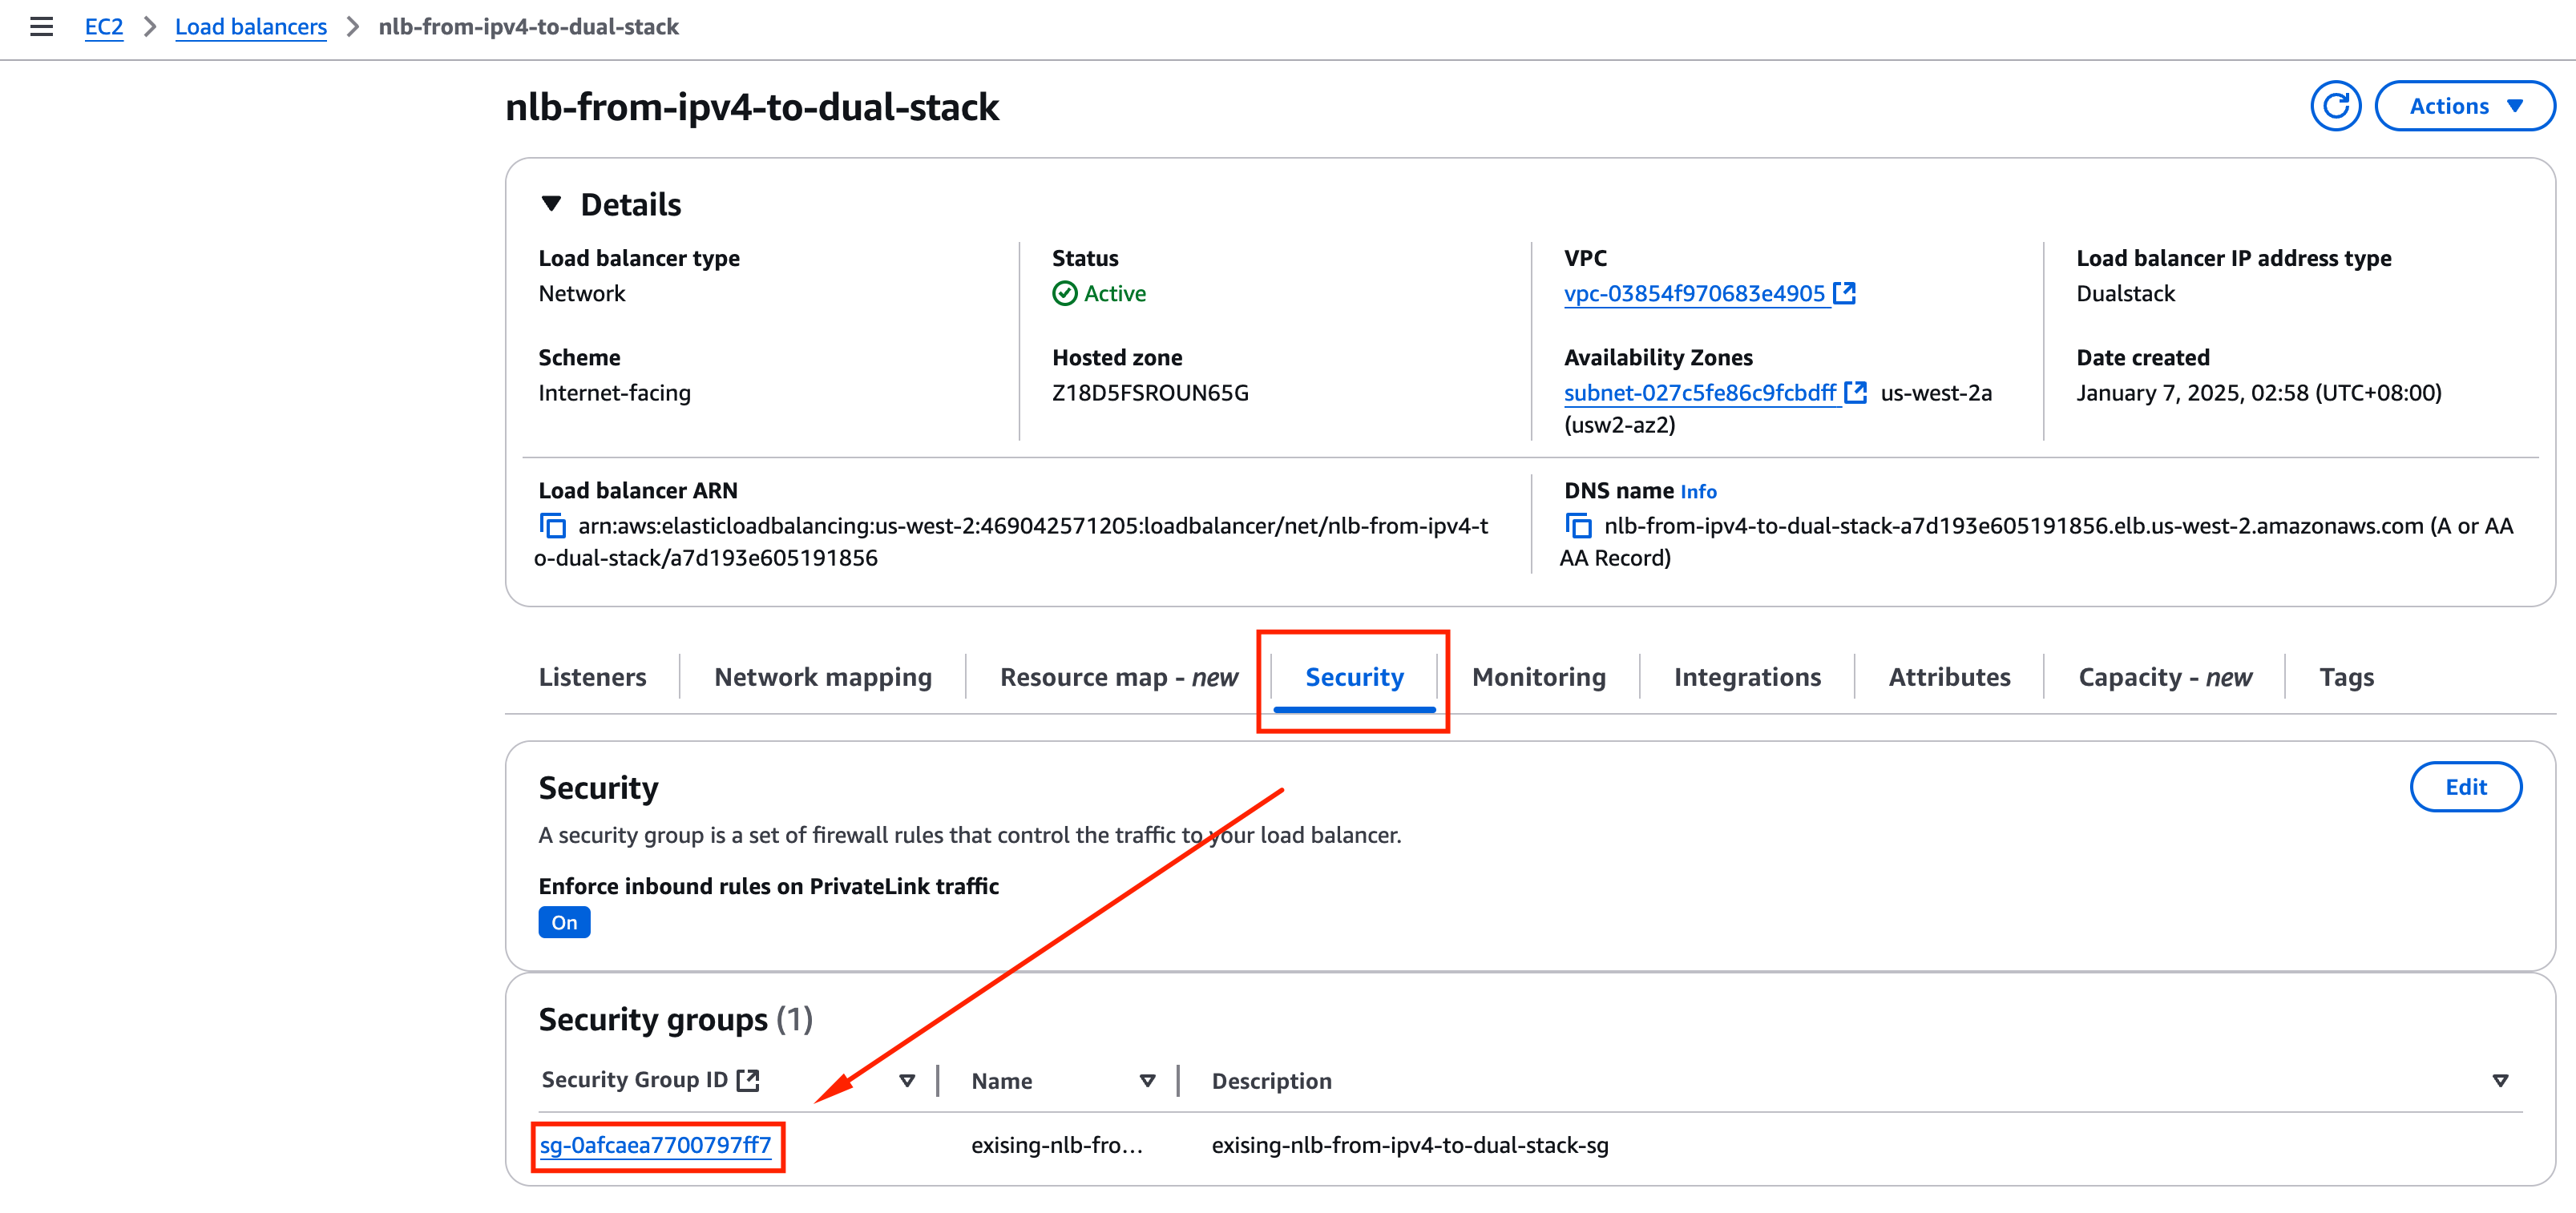 EC2 > Load balancers > nlb-from-ipv4-to-dual-stack
nlb-from-ipv4-to-dual-stack
Actions
Details
Load balancer type
Network
Status
Active
VPC
vpc-03854f970683e4905
Load balancer IP address type
Dualstack
Scheme
Internet-facing
Hosted zone
Z18D5FSROUN65G
Availability Zones
subnet-027c5fe86c9fcbdff us-west-2a
(usw2-az2)
Date created
January 7, 2025, 02:58 (UTC+08:00)
Load balancer ARN
arn:aws:elasticloadbalancing:us-west-2:469042571205:loadbalancer/net/nlb-from-ipv4-t
o-dual-stack/a7d193e605191856
DNS name Info
nlb-from-ipv4-to-dual-stack-a7d193e605191856.elb.us-west-2.amazonaws.com (A or AA
AA Record)
Listeners
Network mapping
Resource map - new
Security
Monitoring
Integrations
Attributes
Capacity - new
Tags
Security
Edit
A security group is a set of firewall rules that control the traffic to your load balancer.
Enforce inbound rules on PrivateLink traffic
On
Security groups (1)
Security Group ID
Name
Description
sg-0afcaea7700797ff7
exising-nlb-fro...
exising-nlb-from-ipv4-to-dual-stack-sg